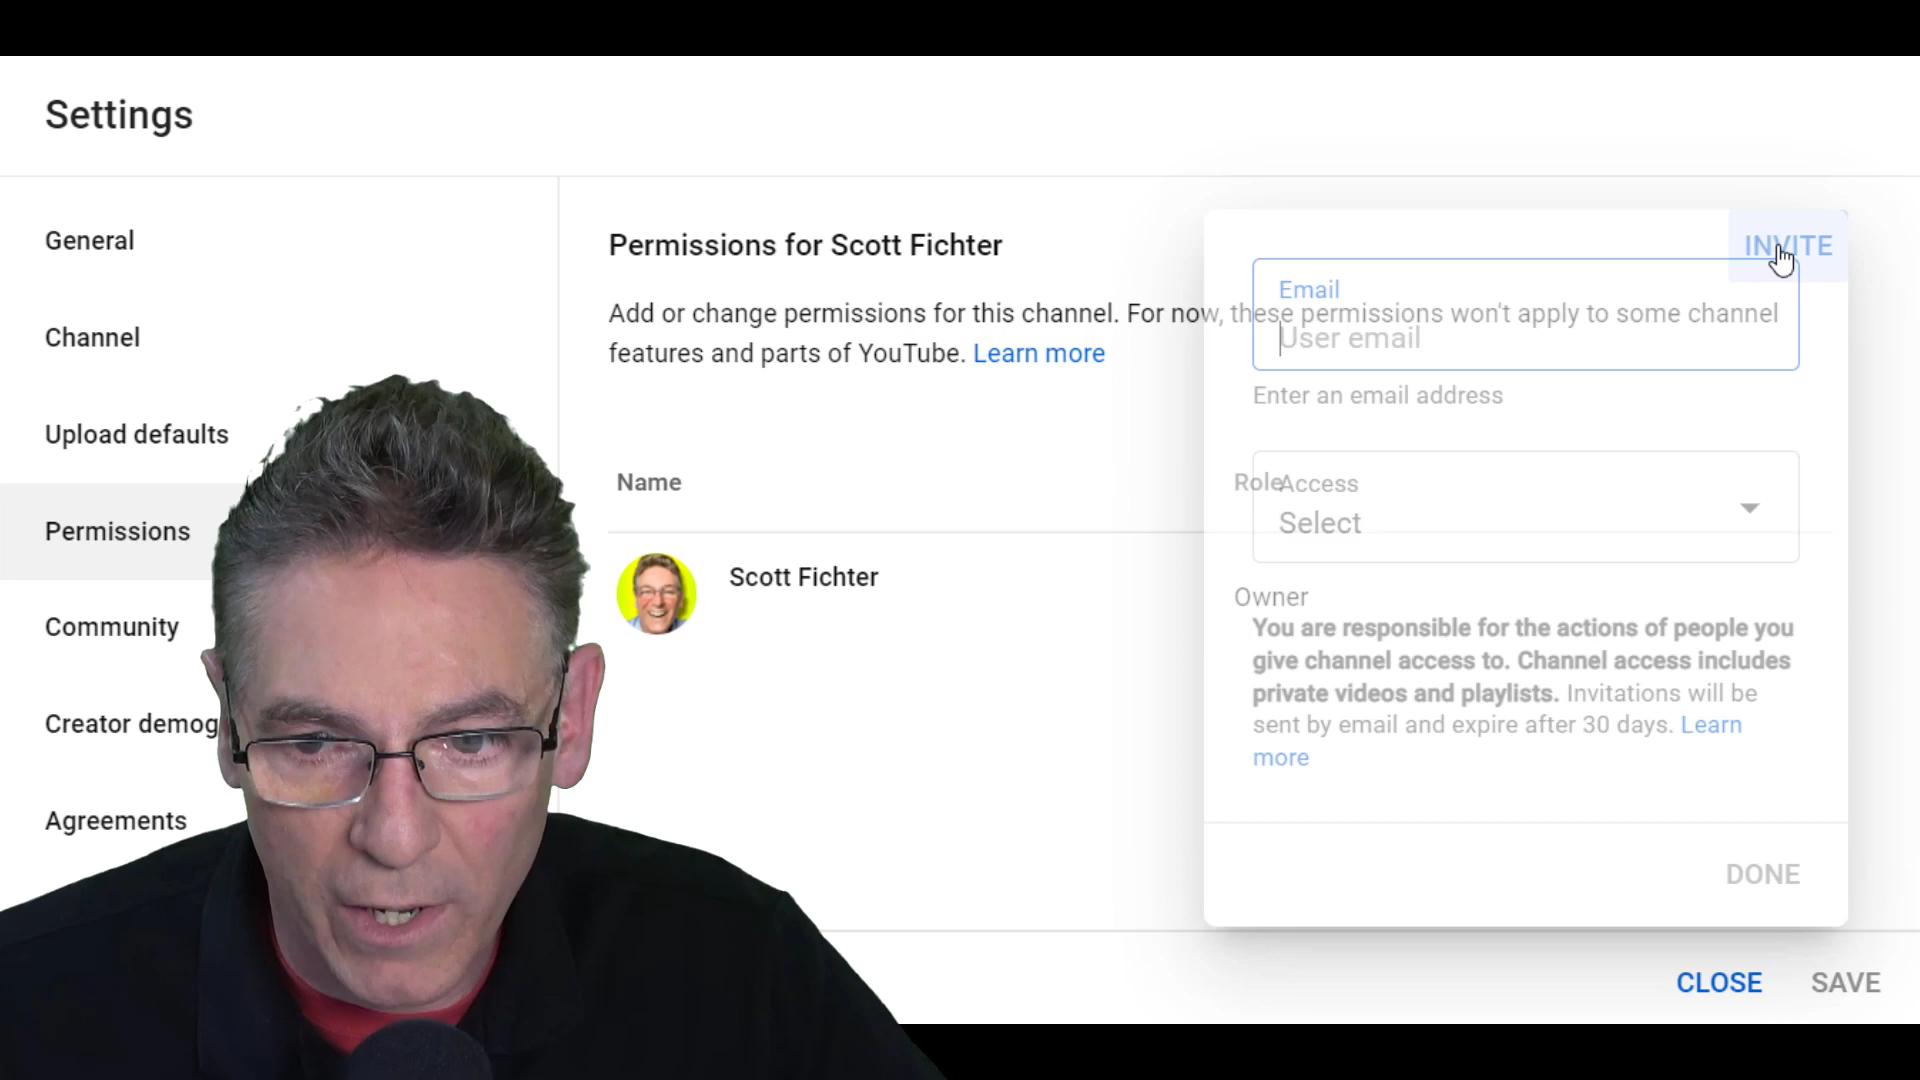 Settings
General
Channel
Upload defaults
Permissions
Community
Creator demog
Agreements
Permissions for Scott Fichter
INVITE
Add or change permissions for this channel. For now, these permissions won't apply to some channel
features and parts of YouTube. Learn more
Name
Role
Scott Fichter
Owner
Email
User email
Enter an email address
Access
Select
You are responsible for the actions of people you
give channel access to. Channel access includes
private videos and playlists. Invitations will be
sent by email and expire after 30 days. Learn
more
DONE
CLOSE
SAVE